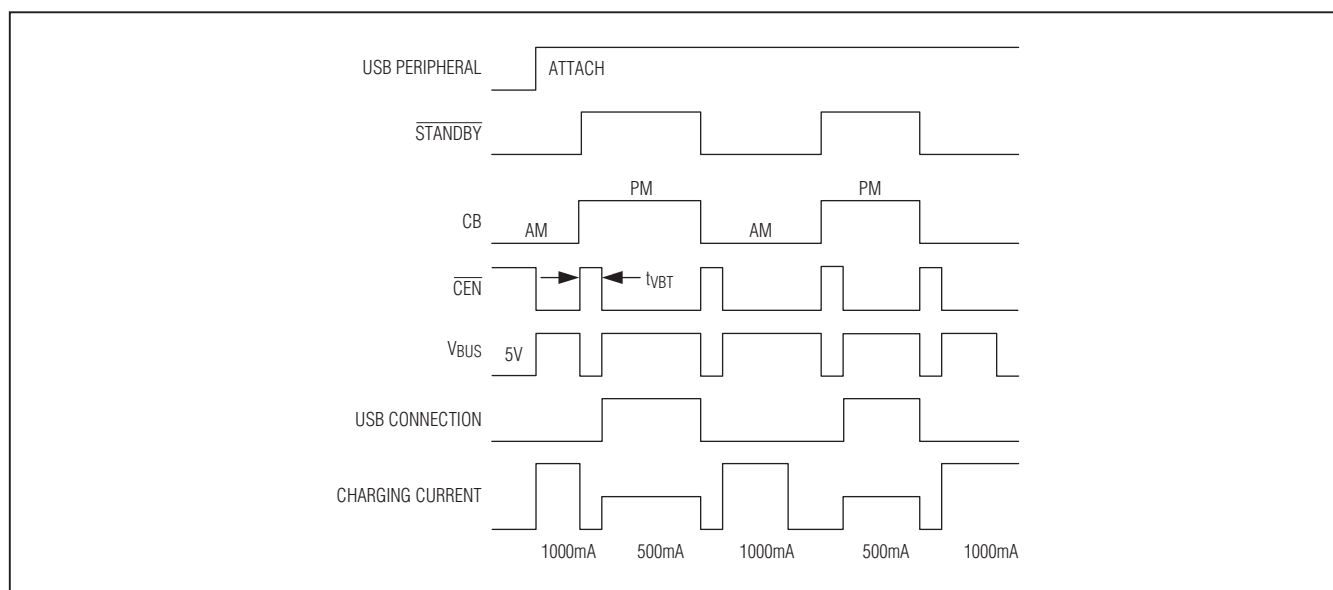 USB PERIPHERAL
ATTACH
STANDBY
PM
PM
CB
AM
AM
CEN
tVBT
VBUS
5V
USB CONNECTION
CHARGING CURRENT
1000mA 500mA 1000mA 500mA 1000mA